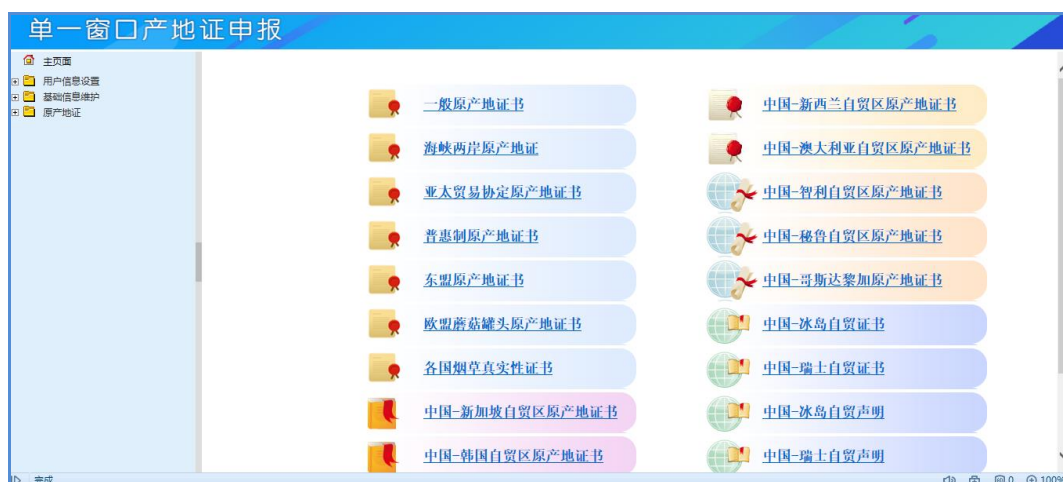 单一窗口产地证申报
主页面
用户信息设置
基础信息维护
原产地证
一般原产地证书
海峡两岸原产地证
亚太贸易协定原产地证书
普惠制原产地证书
东盟原产地证书
欧盟蘑菇罐头原产地证书
各国烟草真实性证书
中国-新加坡自贸区原产地证书
中国-韩国自贸区原产地证书
中国-新西兰自贸区原产地证书
中国-澳大利亚自贸区原产地证书
中国-智利自贸区原产地证书
中国-秘鲁自贸区原产地证书
中国-哥斯达黎加原产地证书
中国-冰岛自贸证书
中国-瑞士自贸证书
中国-冰岛自贸声明
中国-瑞士自贸声明
完成
0
100%